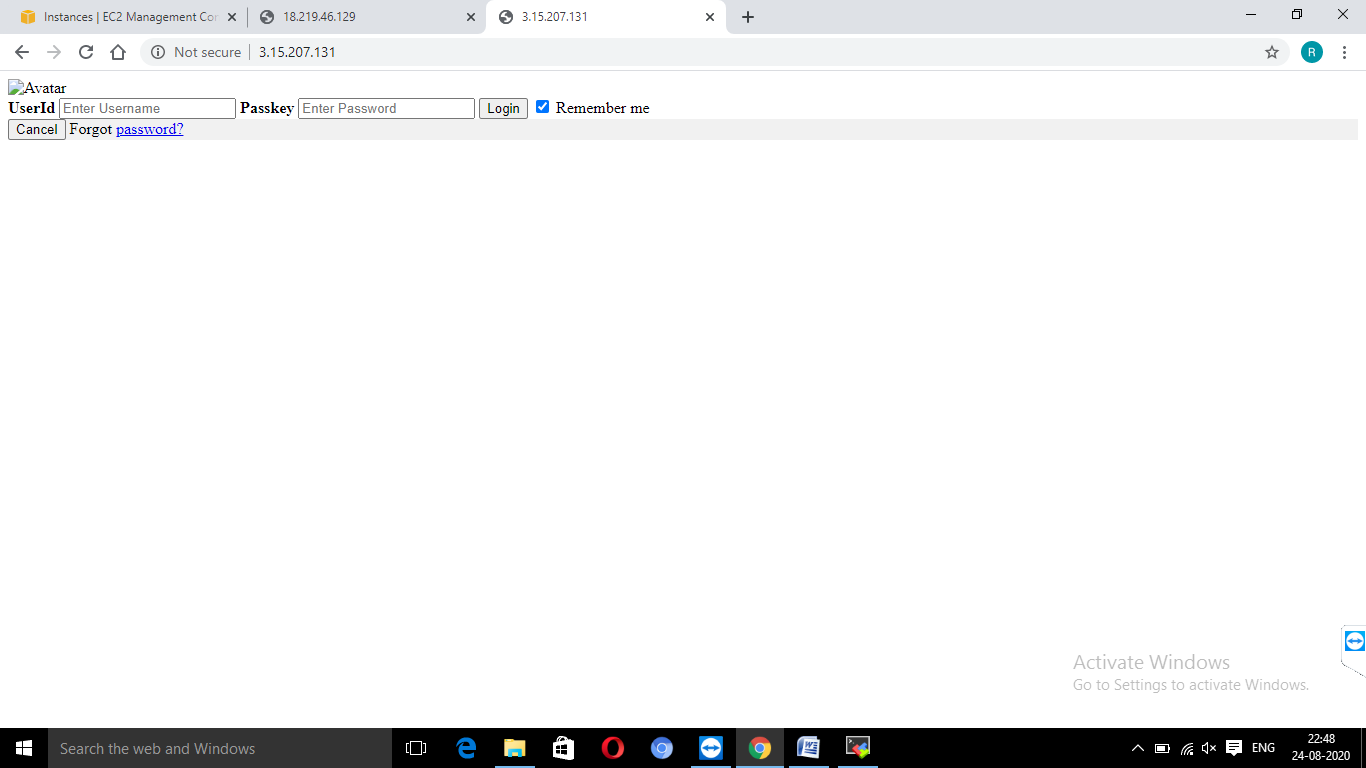 Instances | EC2 Management Con
18.219.46.129
3.15.207.131
Not secure
3.15.207.131
R
Avatar
UserId Enter Username Passkey Enter Password Login Remember me
Cancel Forgot password?
Activate Windows
Go to Settings to activate Windows.
Search the web and Windows
ENG
22:48
24-08-2020